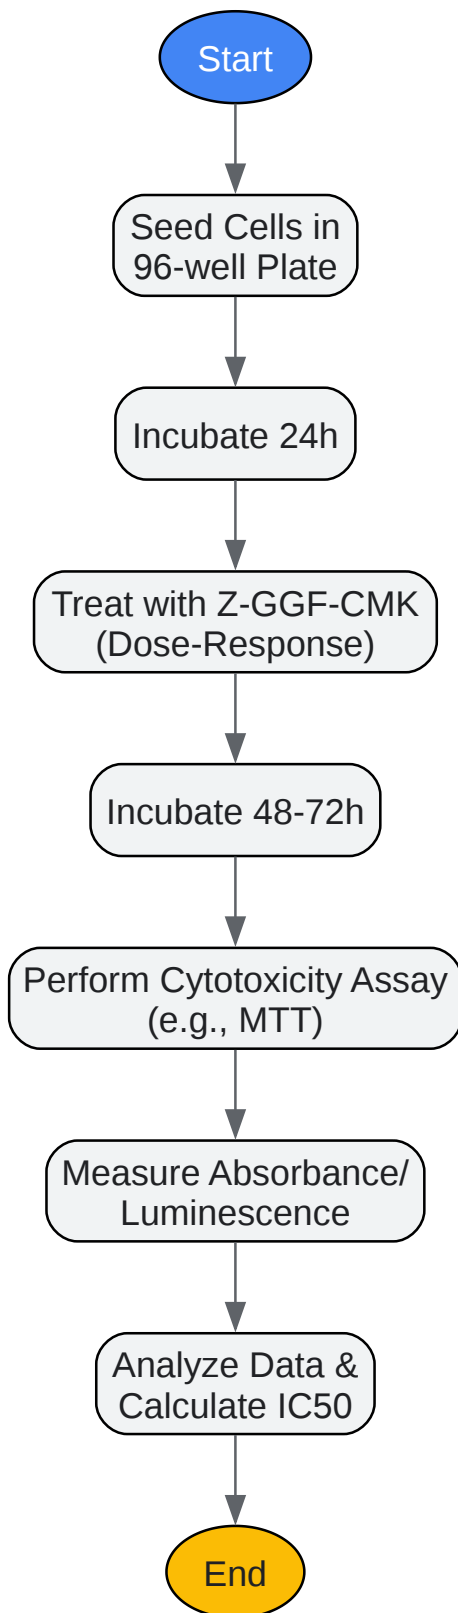 Start
Seed Cells in
96-well Plate
Incubate 24h
Treat with Z-GGF-CMK
(Dose-Response)
Incubate 48-72h
Perform Cytotoxicity Assay
(e.g., MTT)
Measure Absorbance/
Luminescence
Analyze Data &
Calculate IC50
End